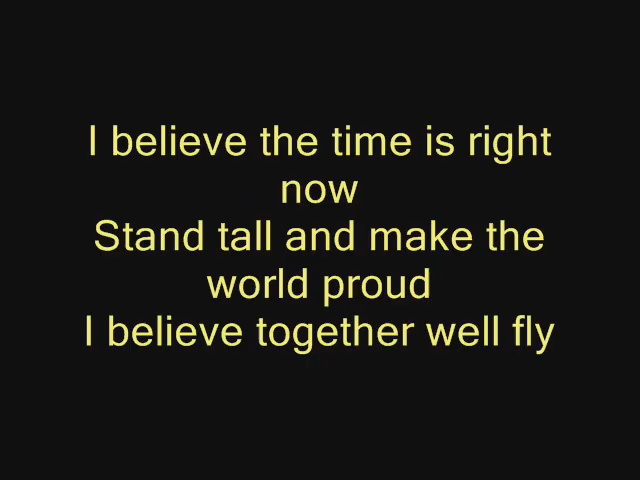 I believe the time is right
now
Stand tall and make the
world proud
I believe together well fly